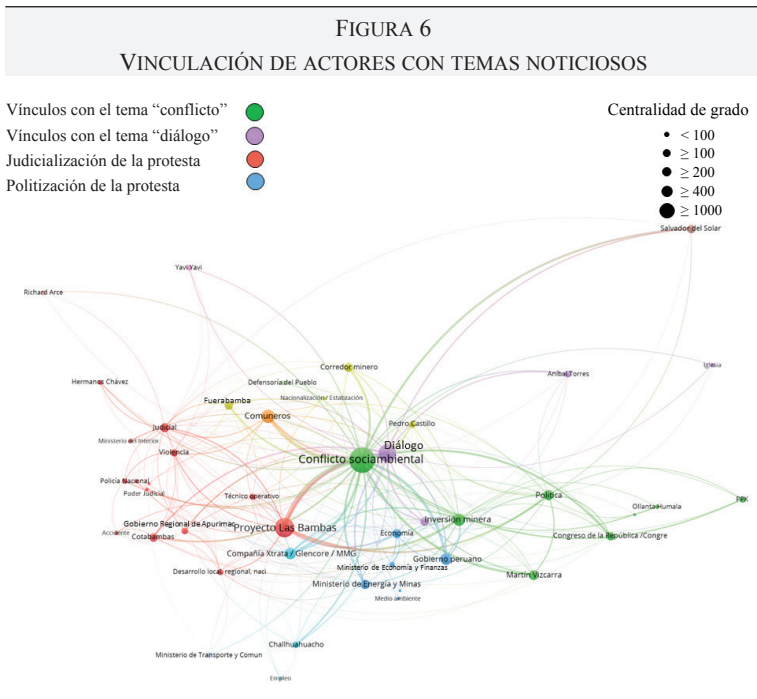 FIGURA 6
VINCULACIÓN DE ACTORES CON TEMAS NOTICIOSOS
Vínculos con el tema “conflicto”
Vínculos con el tema “diálogo”
Judicialización de la protesta
Politización de la protesta
Centralidad de grado
< 100
≥ 100
≥ 200
≥ 400
≥ 1000
Salvador del Solar
Yavi Yavi
Richard Arce
Corredor minero
Aníbal Torres
Iglesia
Hermanos Chávez
Defensoría del Pueblo
Nacionalización/ Estatización
Fuerabamba
Comuneros
Pedro Castillo
Judicial
Ministerio del Interior
Violencia
Diálogo
Conflicto sociambiental
Policía Nacional
Poder Judicial
Técnico operativo
Política
Ollanta Humala
PPK
Gobierno Regional de Apurimac
Accidente
Cotabambas
Proyecto Las Bambas
Inversión minera
Economía
Congreso de la República /Congre
Compañía Xtrata / Glencore / MMG
Gobierno peruano
Ministerio de Economía y Finanzas
Desarrollo local, regional, naci
Ministerio de Energía y Minas
Martín Vizcarra
Medio ambiente
Challhuahuacho
Ministerio de Transporte y Comun
Empleo